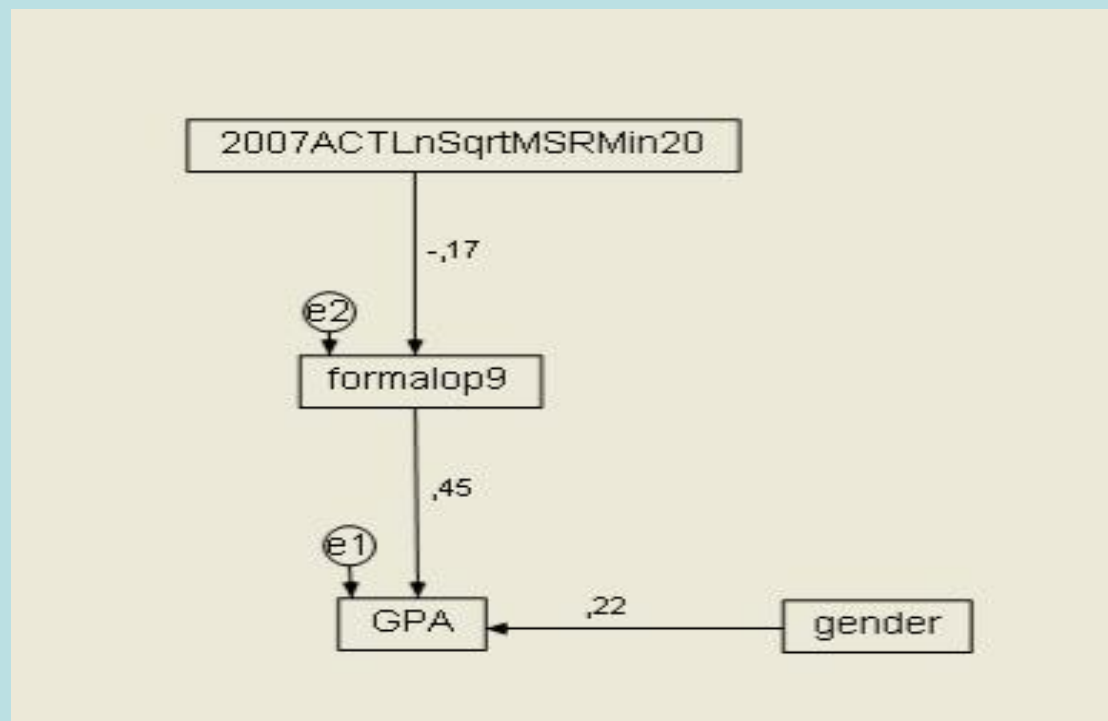 2007ACTLnSqrtMSRMin20
-,17
e2
formalop9
,45
e1
GPA
,22
gender